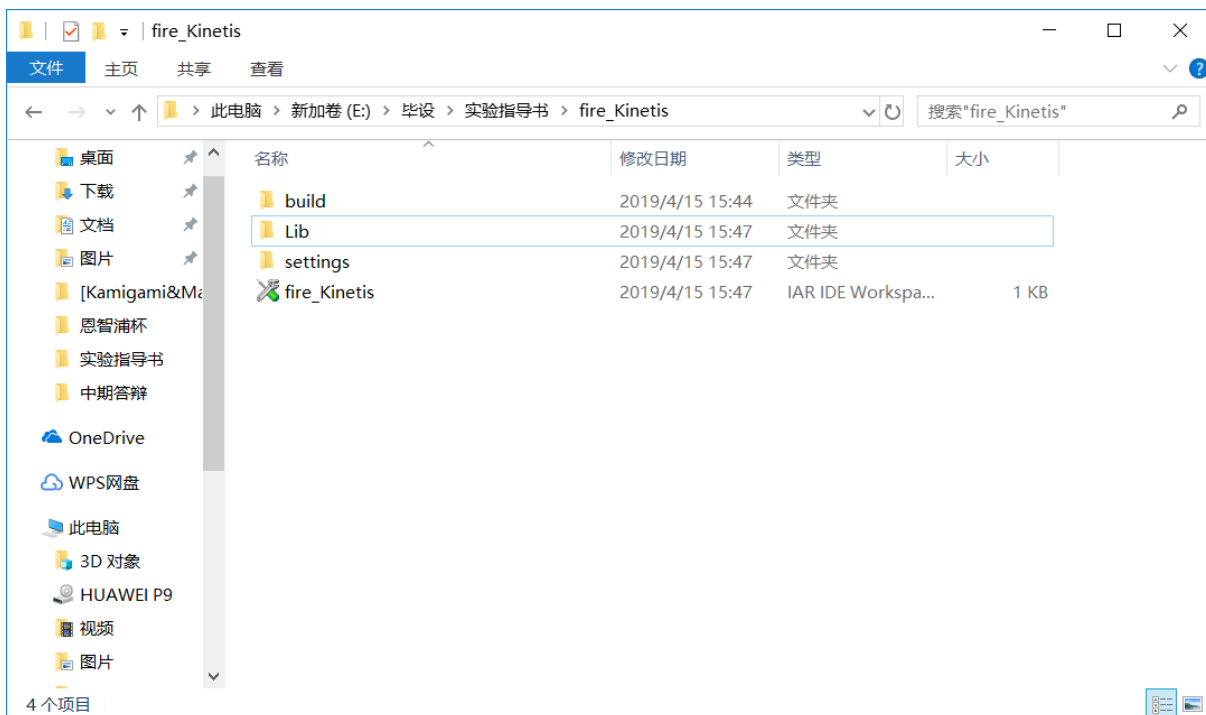 fire_Kinetis
文件 主页 共享 查看
此电脑 > 新加卷 (E:) > 毕设 > 实验指导书 > fire_Kinetis 搜索"fire_Kinetis"
桌面
下载
文档
图片
[Kamigami&Ma
恩智浦杯
实验指导书
中期答辩
OneDrive
WPS网盘
此电脑
3D 对象
HUAWEI P9
视频
图片
名称 修改日期 类型 大小
build 2019/4/15 15:44 文件夹
Lib 2019/4/15 15:47 文件夹
settings 2019/4/15 15:47 文件夹
fire_Kinetis 2019/4/15 15:47 IAR IDE Workspa... 1 KB
4 个项目